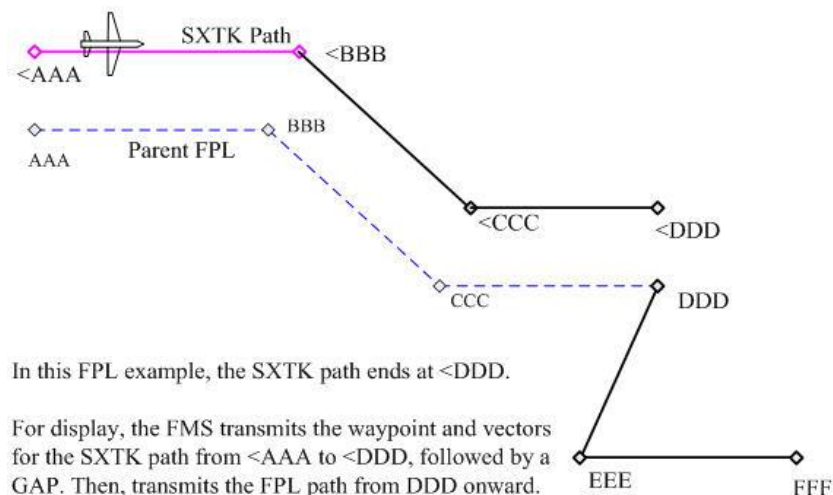 SXTK Path
<AAA
<BBB
AAA
Parent FPL
BBB
<CCC
<DDD
CCC
DDD
In this FPL example, the SXTK path ends at <DDD.
For display, the FMS transmits the waypoint and vectors
for the SXTK path from <AAA to <DDD, followed by a
GAP. Then, transmits the FPL path from DDD onward.
EEE
FFF